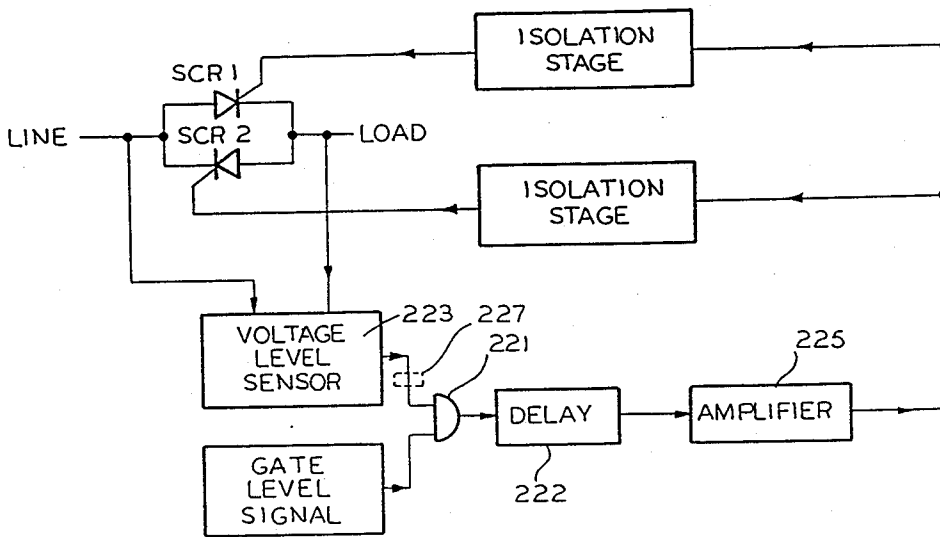 ISOLATION
STAGE
SCR 1
LINE
SCR 2
LOAD
ISOLATION
STAGE
VOLTAGE
LEVEL
SENSOR
223
227
221
225
DELAY
AMPLIFIER
222
GATE
LEVEL
SIGNAL